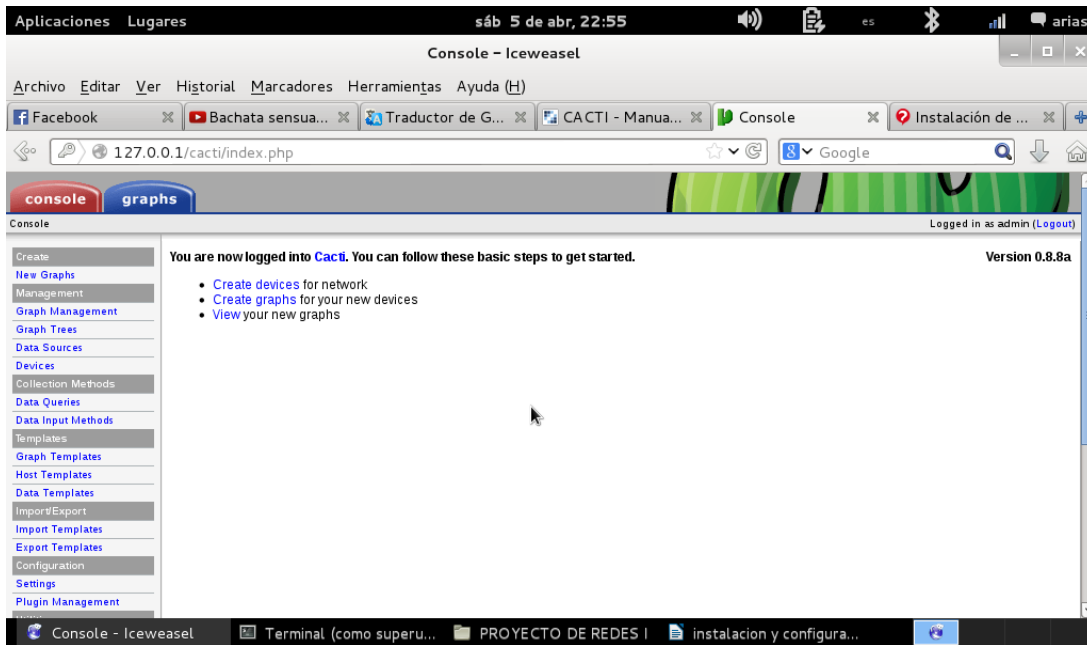 Aplicaciones Lugares sáb 5 de abr, 22:55 es arias
Console - Iceweasel
Archivo Editar Ver Historial Marcadores Herramientas Ayuda (H)
Facebook Bachata sensua... Traductor de G... CACTI - Manua... Console Instalación de ...
127.0.0.1/cacti/index.php Google
console graphs
Console Logged in as admin (Logout)
Create
New Graphs
Management
Graph Management
Graph Trees
Data Sources
Devices
Collection Methods
Data Queries
Data Input Methods
Templates
Graph Templates
Host Templates
Data Templates
Import/Export
Import Templates
Export Templates
Configuration
Settings
Plugin Management
You are now logged into Cacti. You can follow these basic steps to get started. Version 0.8.8a
• Create devices for network
• Create graphs for your new devices
• View your new graphs
Console - Iceweasel Terminal (como superu... PROYECTO DE REDES I instalacion y configura...